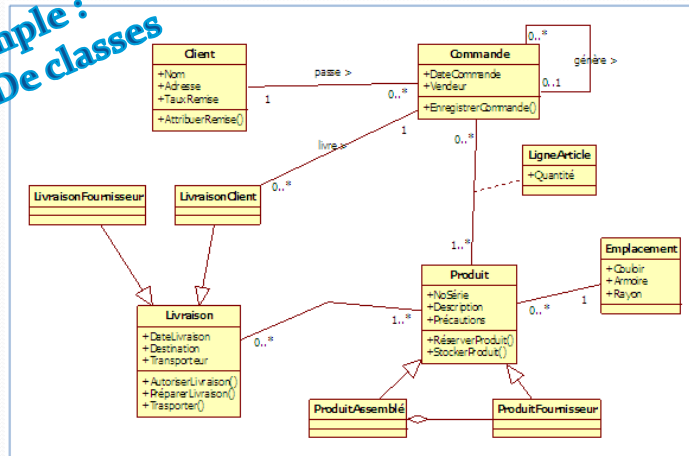 mple :
De classes
Client
+Nom
+Adresse
+TauxRemise
+AttribuerRemise()
passe >
1
0..*
Commande
+DateCommande
+Vendeur
+EnregistrerCommande()
0..*
génère >
0..1
livre >
1
0..*
0..*
1..*
LigneArticle
+Quantité
LivraisonFournisseur
LivraisonClient
Livraison
+DateLivraison
+Destination
+Transporteur
+AutoriserLivraison()
+PréparerLivraison()
+Trasporter()
0..*
1..*
Produit
+NoSérie
+Description
+Précautions
+RéserverProduit()
+StockerProduit()
0..*
1
Emplacement
+Couloir
+Armoire
+Rayon
ProduitAssemblé
ProduitFournisseur